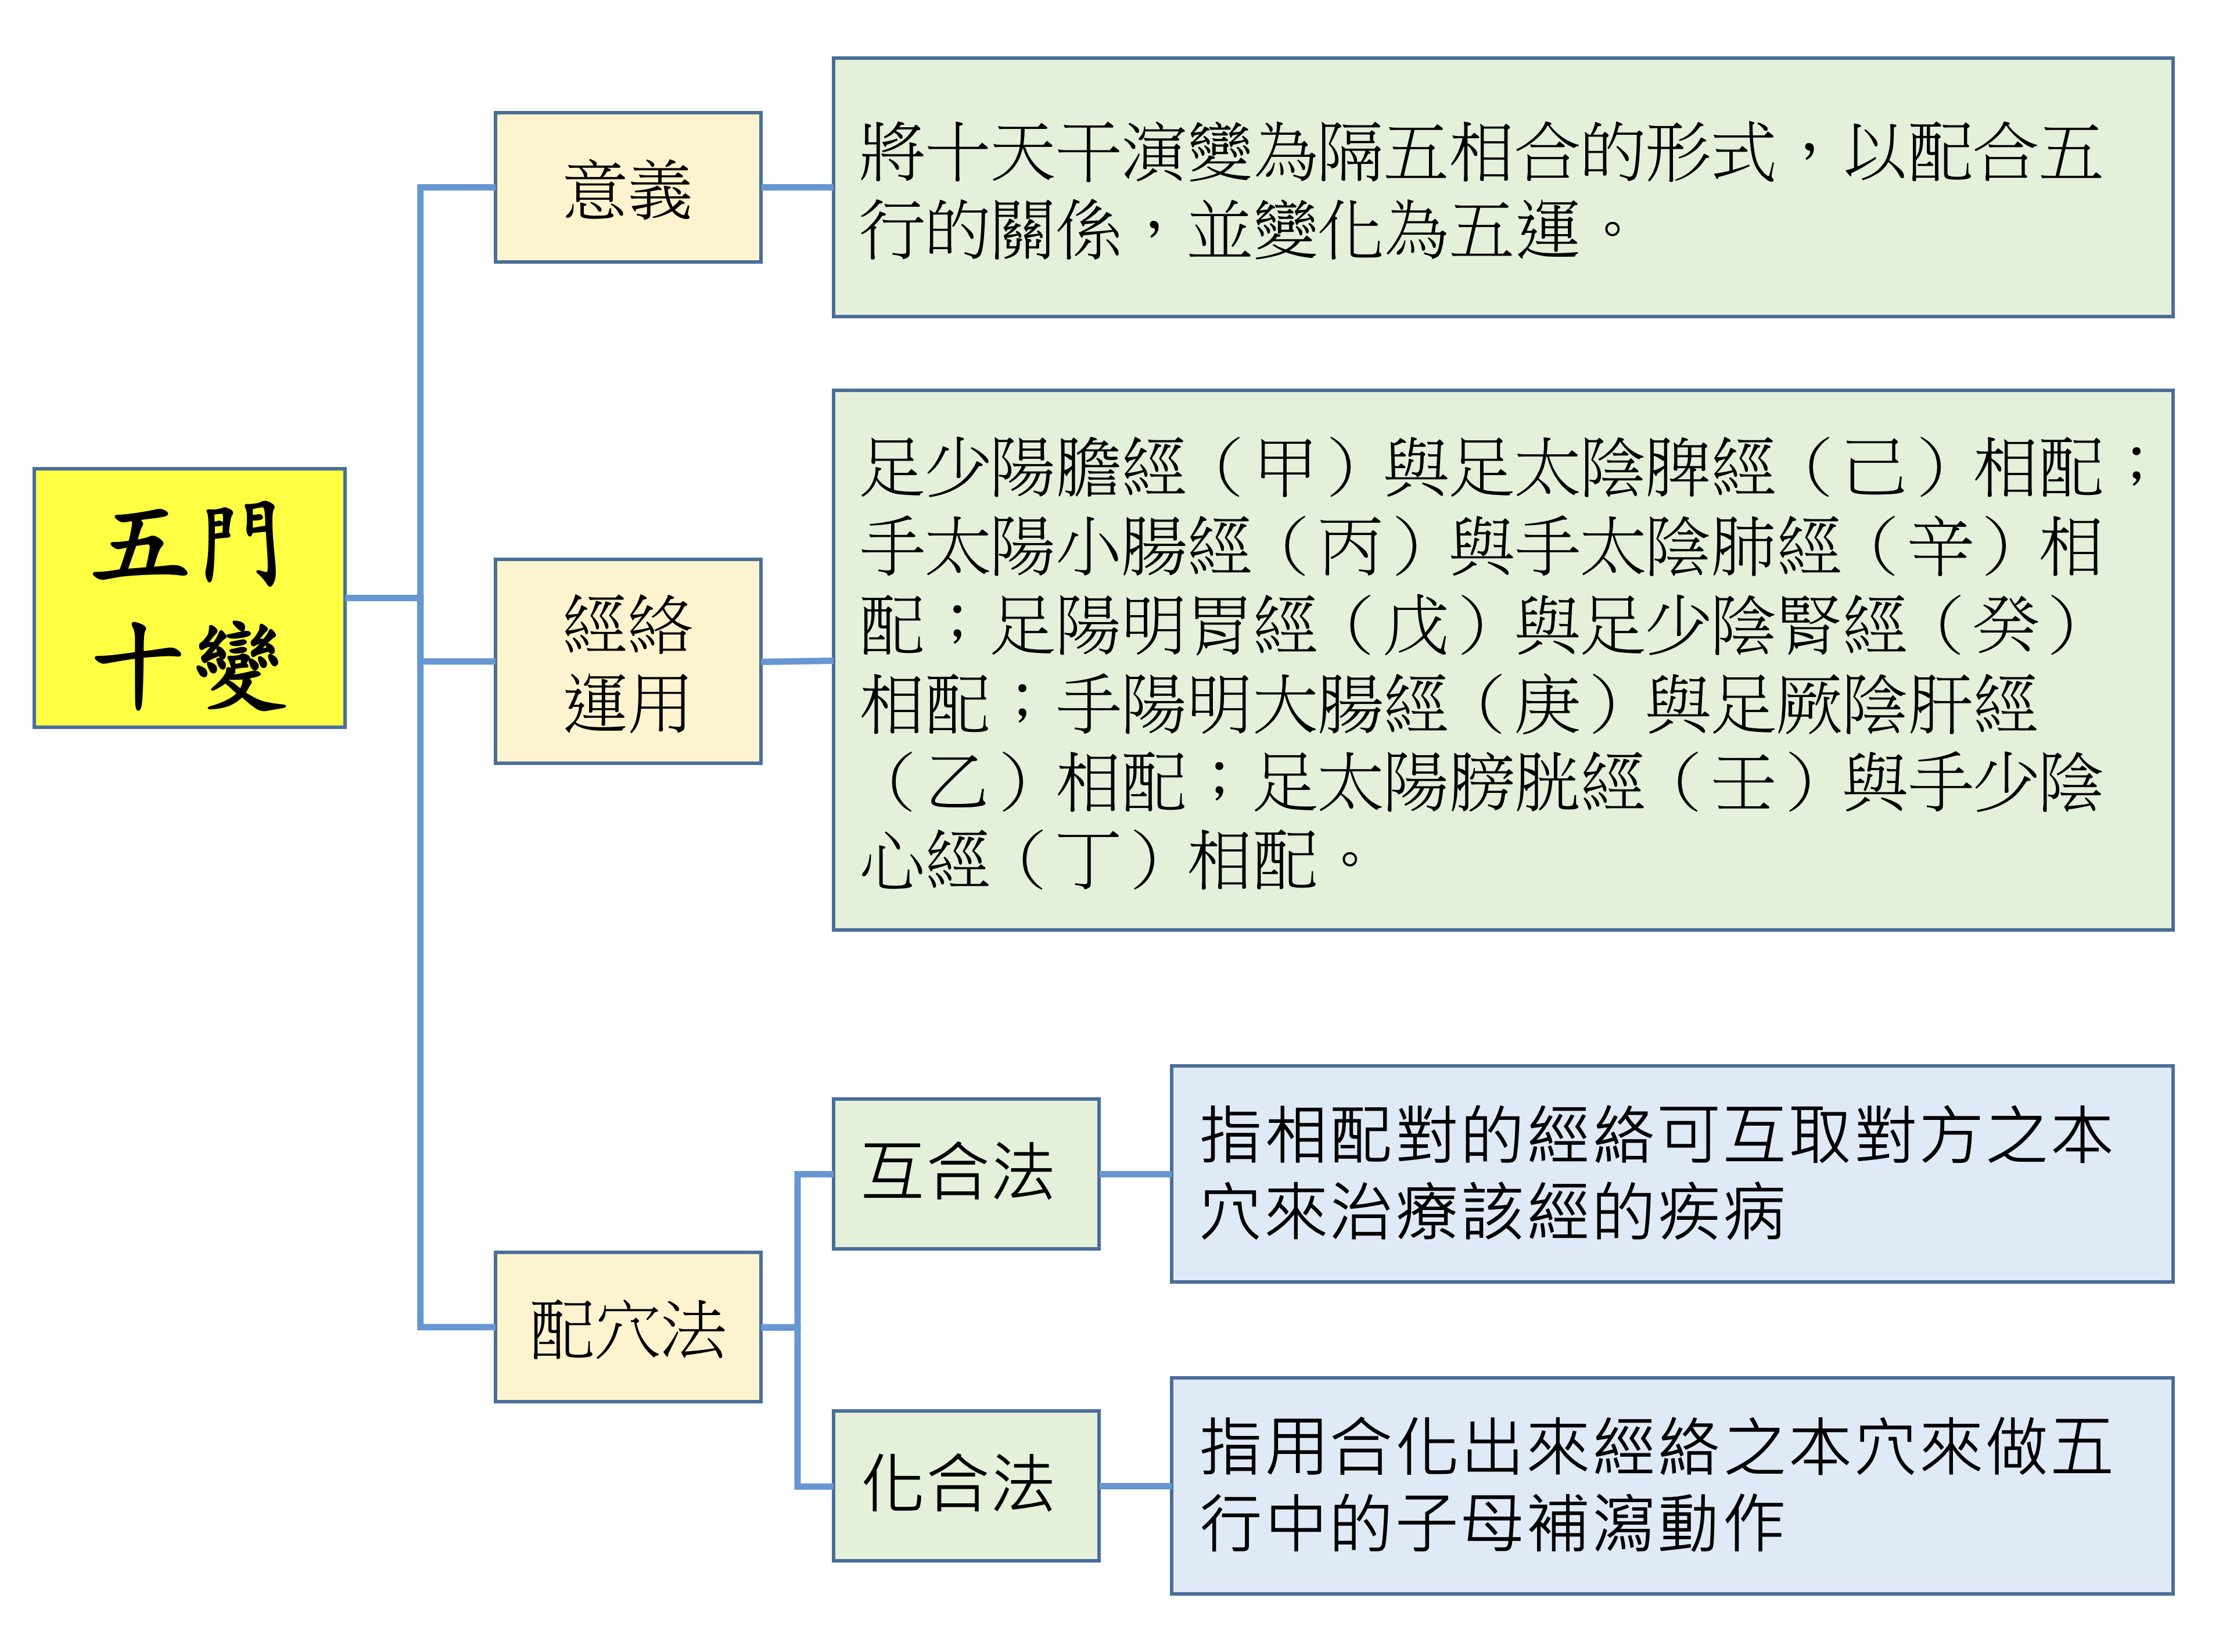 五門
十變
意義
將十天干演變為隔五相合的形式，以配合五
行的關係，並變化為五運。
經絡
運用
足少陽膽經（甲）與足太陰脾經（己）相配；
手太陽小腸經（丙）與手太陰肺經（辛）相
配；足陽明胃經（戊）與足少陰腎經（癸）
相配；手陽明大腸經（庚）與足厥陰肝經
（乙）相配；足太陽膀胱經（壬）與手少陰
心經（丁）相配。
配穴法
互合法
指相配對的經絡可互取對方之本
穴來治療該經的疾病
化合法
指用合化出來經絡之本穴來做五
行中的子母補瀉動作